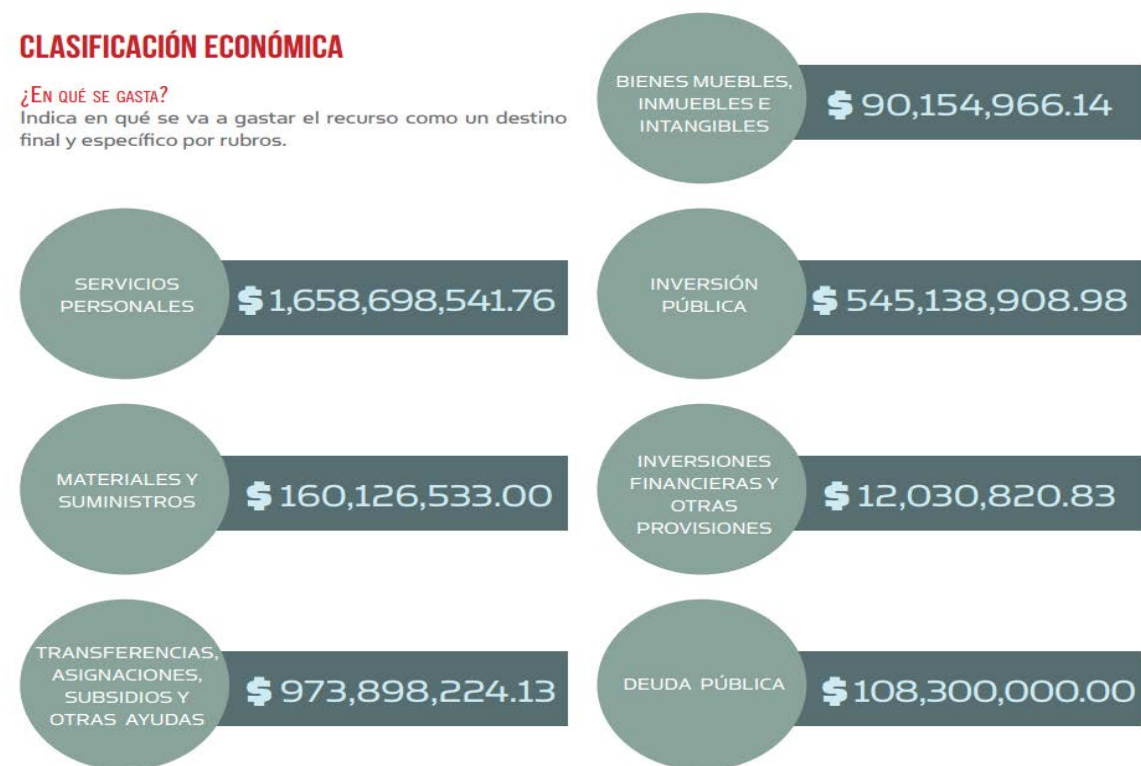 CLASIFICACIÓN ECONÓMICA
¿EN QUÉ SE GASTA?
Indica en qué se va a gastar el recurso como un destino
final y específico por rubros.
SERVICIOS
PERSONALES
$ 1,658,698,541.76
MATERIALES Y
SUMINISTROS
$ 160,126,533.00
TRANSFERENCIAS,
ASIGNACIONES,
SUBSIDIOS Y
OTRAS AYUDAS
$ 973,898,224.13
BIENES MUEBLES,
INMUEBLES E
INTANGIBLES
$ 90,154,966.14
INVERSIÓN
PÚBLICA
$ 545,138,908.98
INVERSIONES
FINANCIERAS Y
OTRAS
PROVISIONES
$ 12,030,820.83
DEUDA PÚBLICA
$ 108,300,000.00